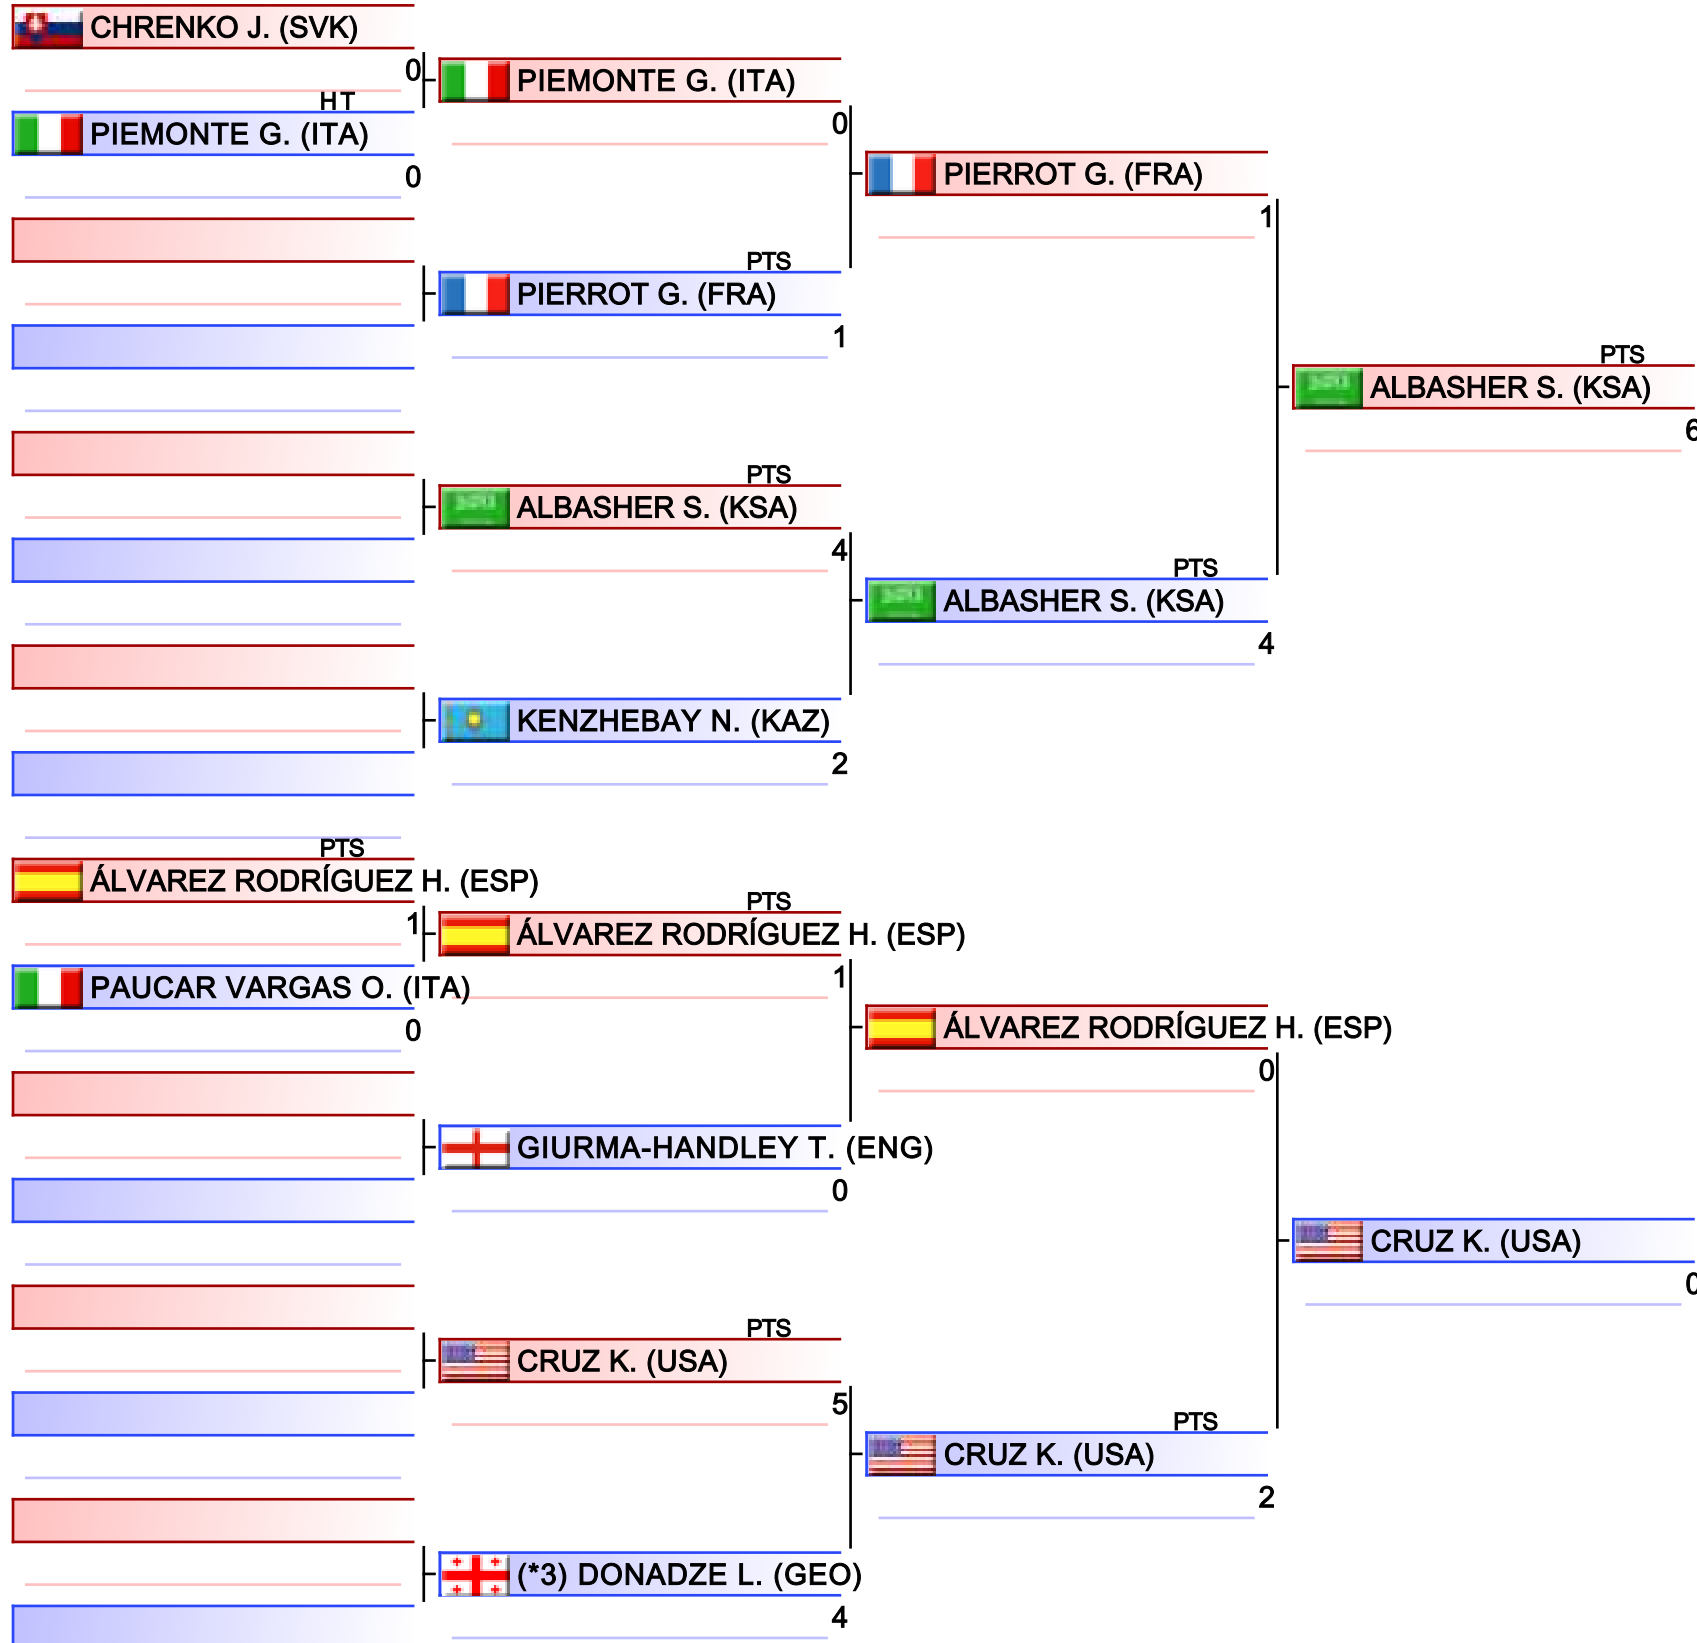 CHRENKO J. (SVK)
0
PIEMONTE G. (ITA)
HT
PIEMONTE G. (ITA)
0
0
PIERROT G. (FRA)
1
PTS
PIERROT G. (FRA)
1
PTS
ALBASHER S. (KSA)
6
PTS
ALBASHER S. (KSA)
4
PTS
ALBASHER S. (KSA)
4
KENZHEBAY N. (KAZ)
2
PTS
ÁLVAREZ RODRÍGUEZ H. (ESP)
1
PTS
ÁLVAREZ RODRÍGUEZ H. (ESP)
1
PAUCAR VARGAS O. (ITA)
0
ÁLVAREZ RODRÍGUEZ H. (ESP)
0
GIURMA-HANDLEY T. (ENG)
0
CRUZ K. (USA)
0
PTS
CRUZ K. (USA)
5
PTS
CRUZ K. (USA)
2
(*3) DONADZE L. (GEO)
4